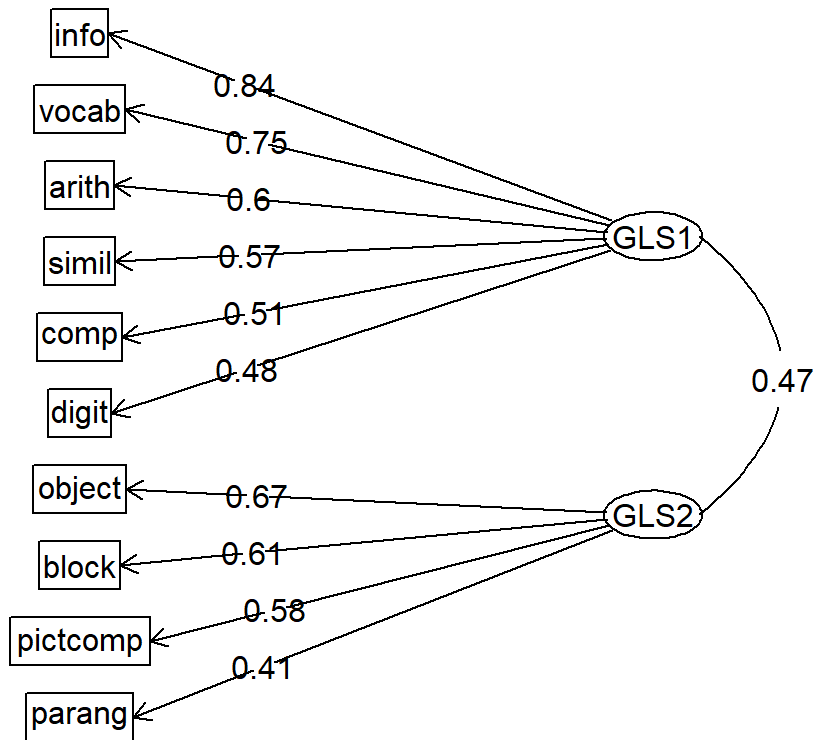 info
0.84
vocab
0.75
arith
0.6
simil
0.57
GLS1
comp
0.51
digit
0.48
0.47
object
0.67
GLS2
block
0.61
pictcomp
0.58
parang
0.41